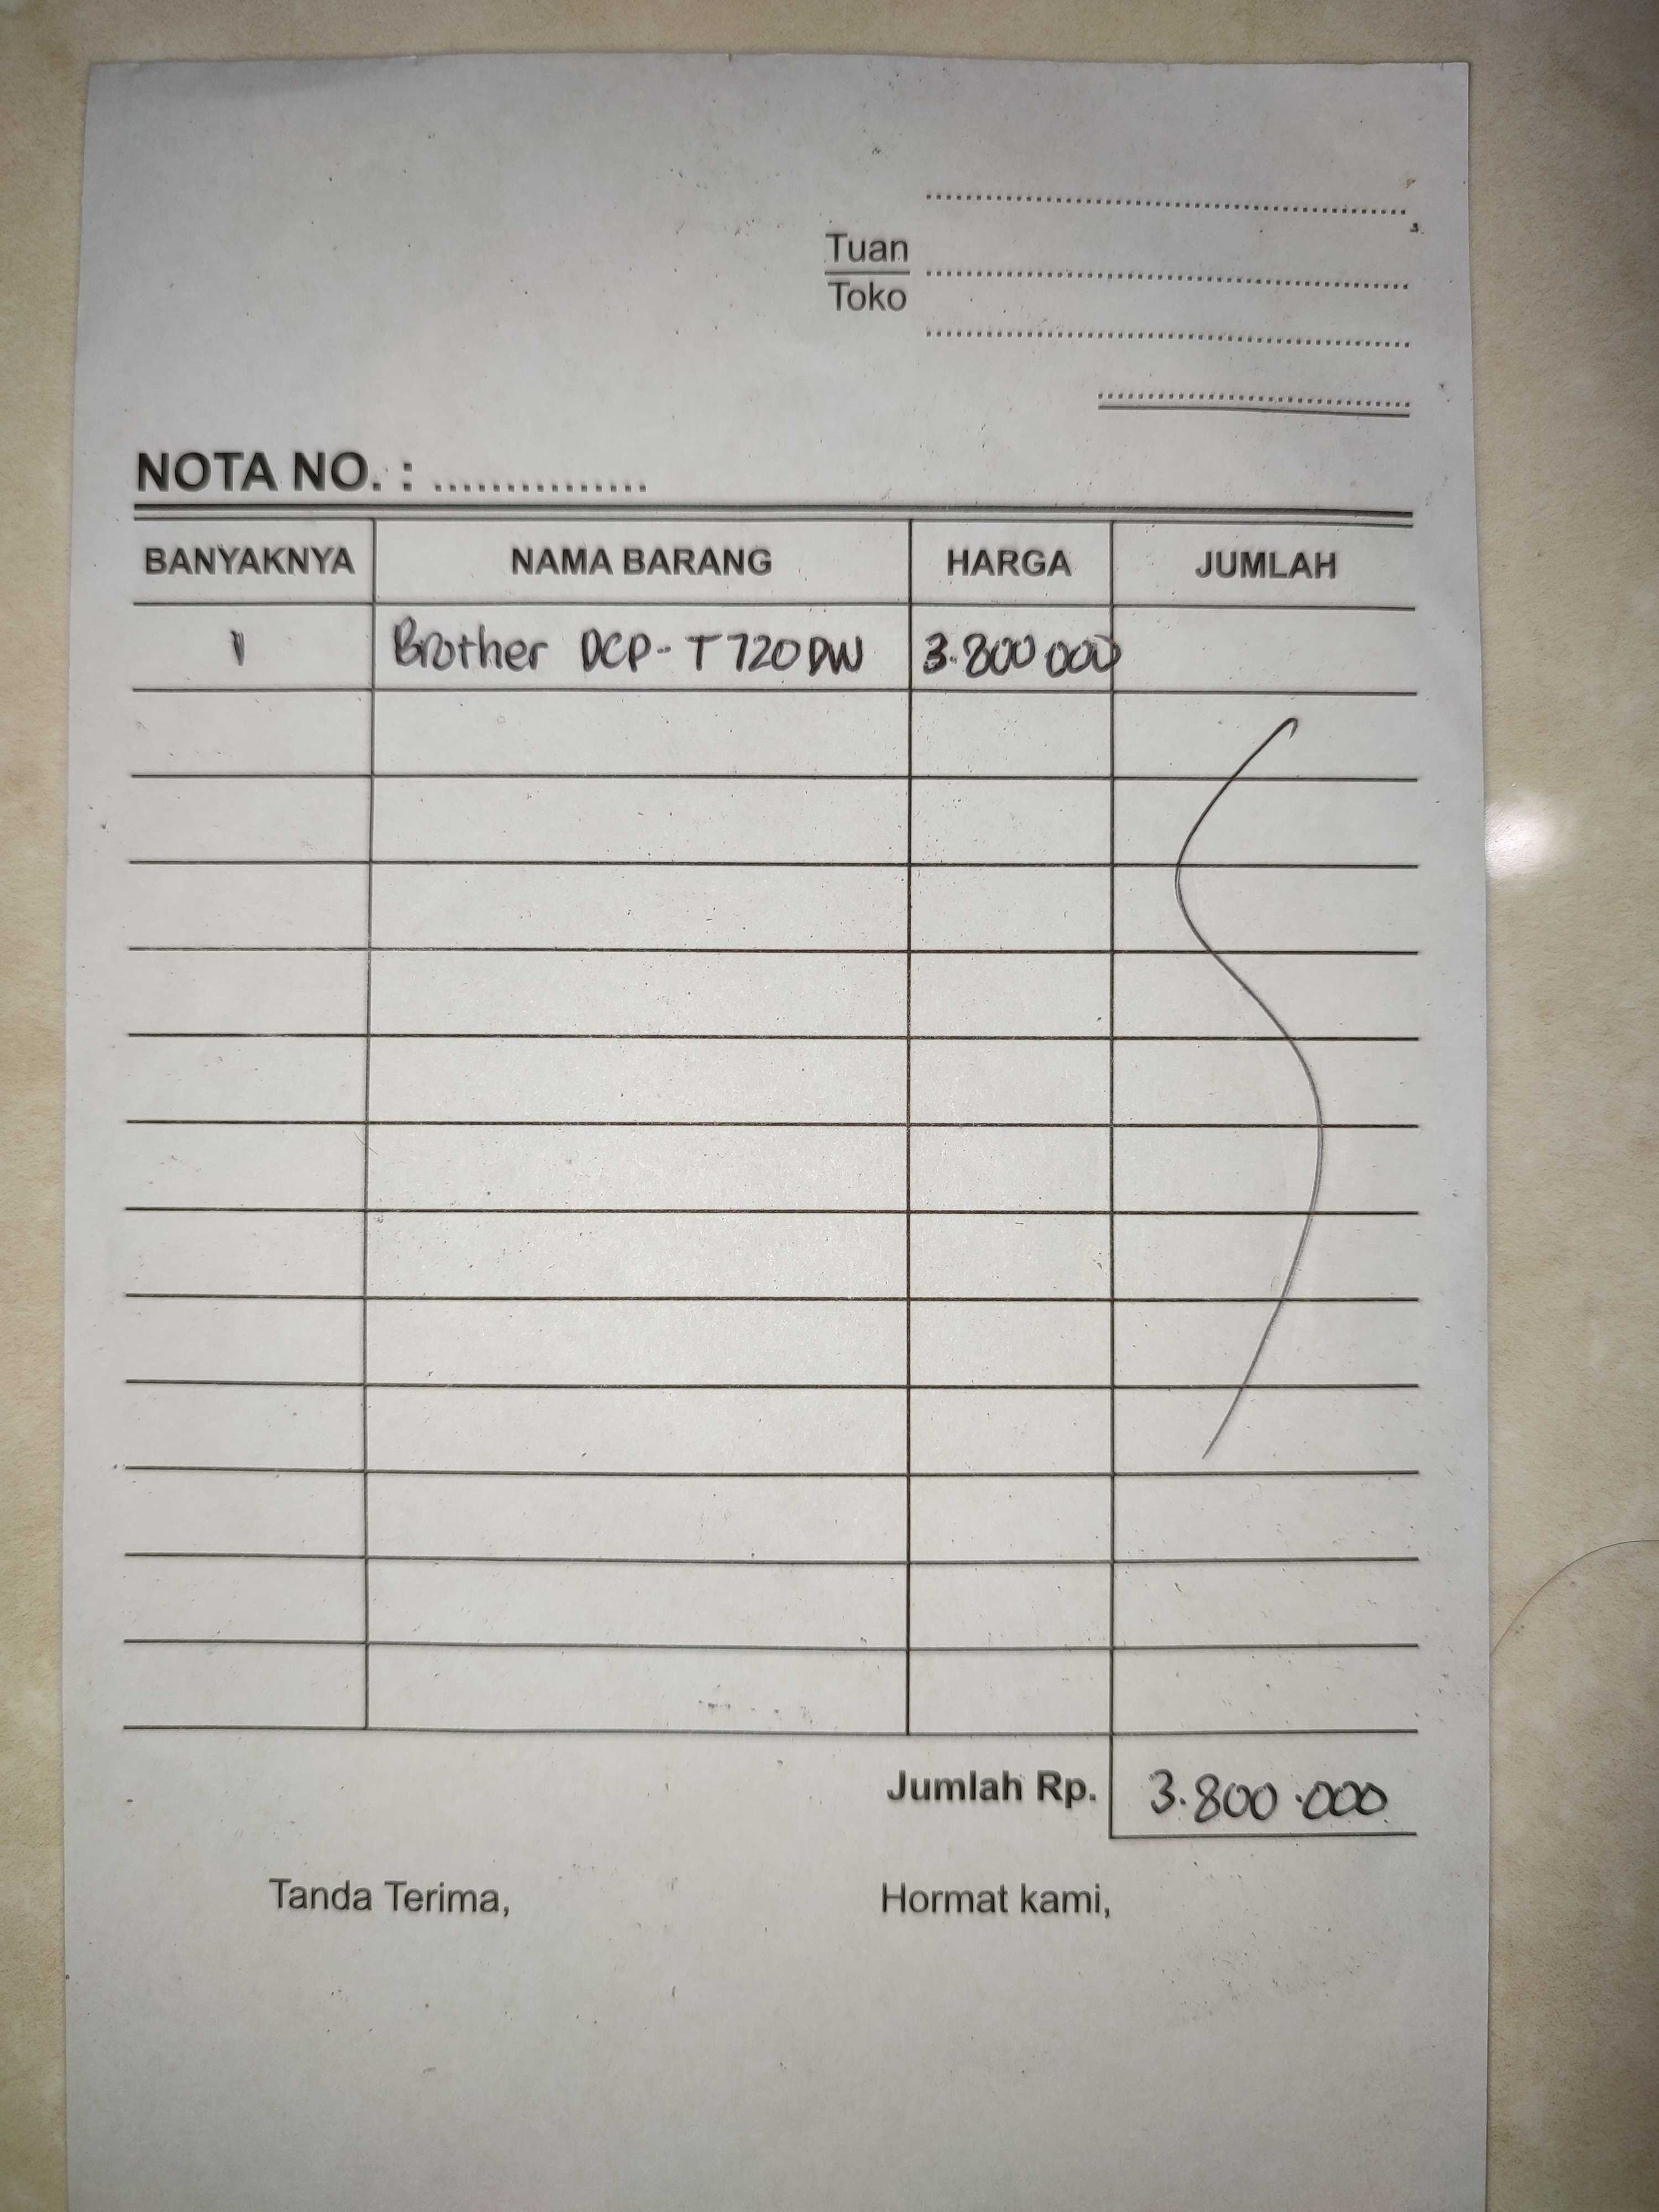 Tuan
Toko
NOTA NO. : ...............
BANYAKNYA NAMA BARANG HARGA JUMLAH
1 Brother DCP-T720DW 3.800 000
Jumlah Rp. 3.800.000
Tanda Terima, Hormat kami,